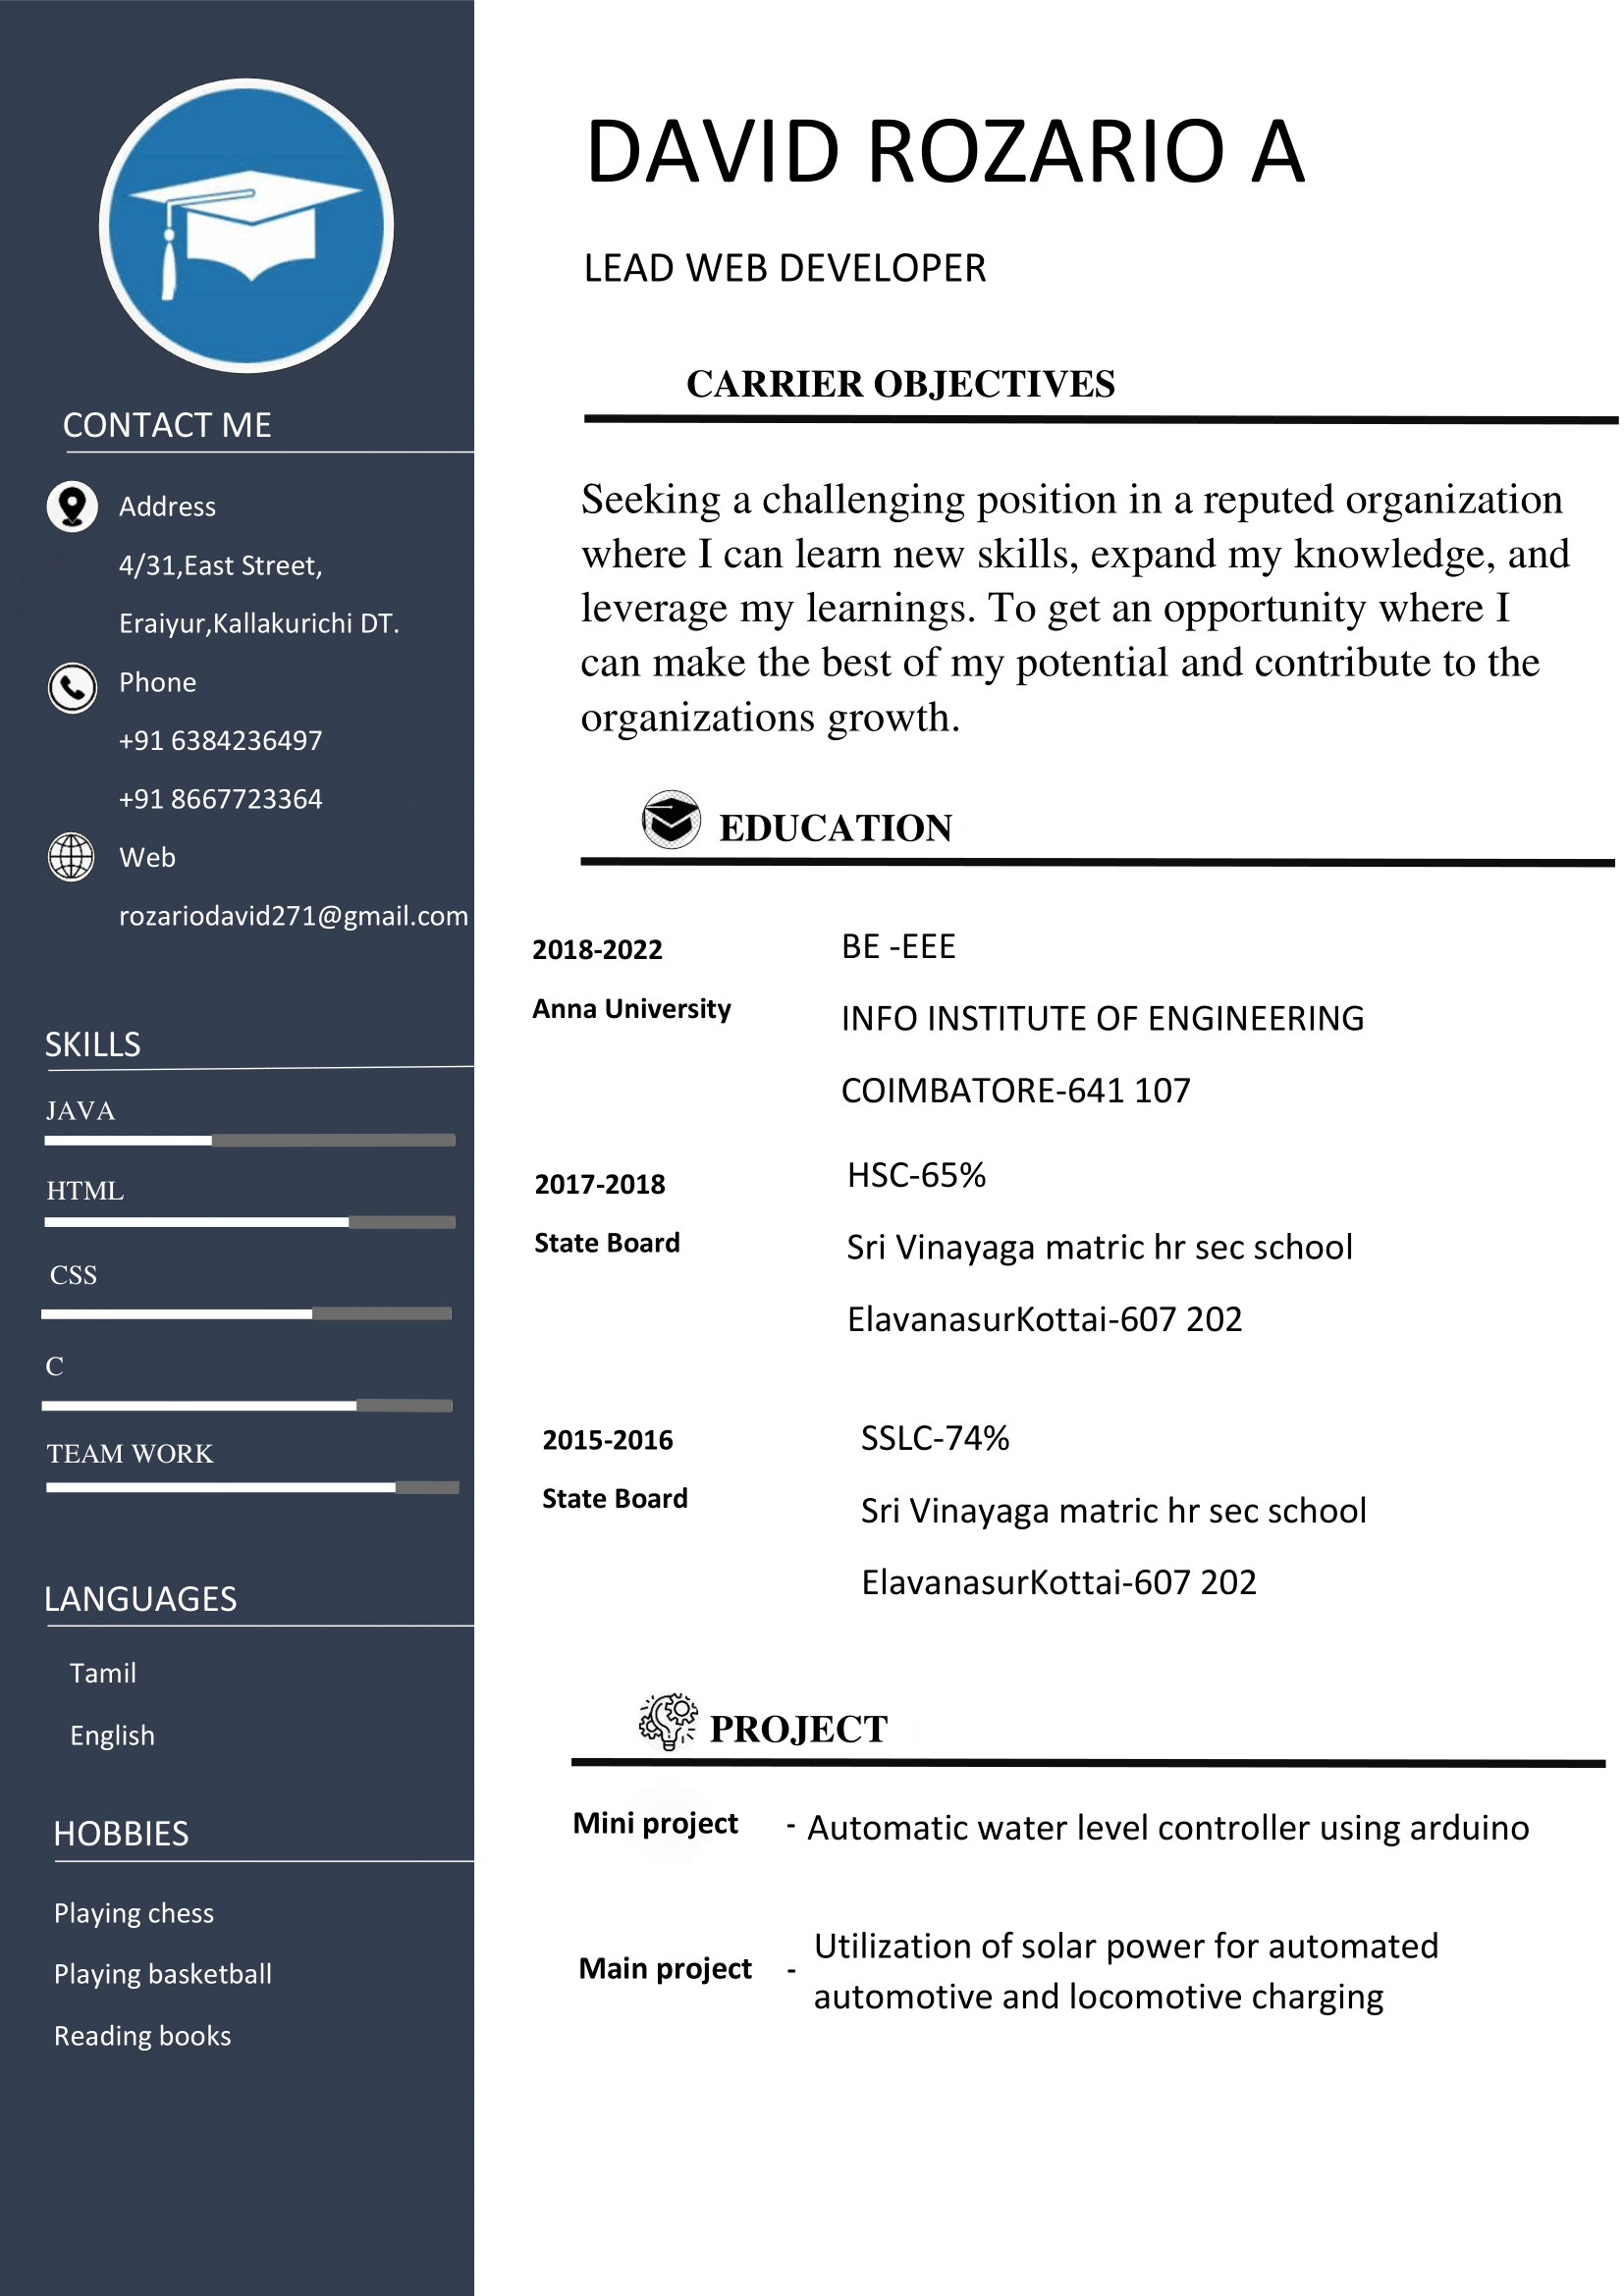 DAVID ROZARIO A
LEAD WEB DEVELOPER
CONTACT ME
Address
4/31,East Street,
Eraiyur,Kallakurichi DT.
Phone
+91 6384236497
+91 8667723364
Web
rozariodavid271@gmail.com
SKILLS
JAVA
HTML
CSS
C
TEAM WORK
LANGUAGES
Tamil
English
HOBBIES
Playing chess
Playing basketball
Reading books
CARRIER OBJECTIVES
Seeking a challenging position in a reputed organization
where I can learn new skills, expand my knowledge, and
leverage my learnings. To get an opportunity where I
can make the best of my potential and contribute to the
organizations growth.
EDUCATION
2018-2022
Anna University
BE -EEE
INFO INSTITUTE OF ENGINEERING
COIMBATORE-641 107
2017-2018
State Board
HSC-65%
Sri Vinayaga matric hr sec school
ElavanasurKottai-607 202
2015-2016
State Board
SSLC-74%
Sri Vinayaga matric hr sec school
ElavanasurKottai-607 202
PROJECT
Mini project - Automatic water level controller using arduino
Main project - Utilization of solar power for automated
automotive and locomotive charging